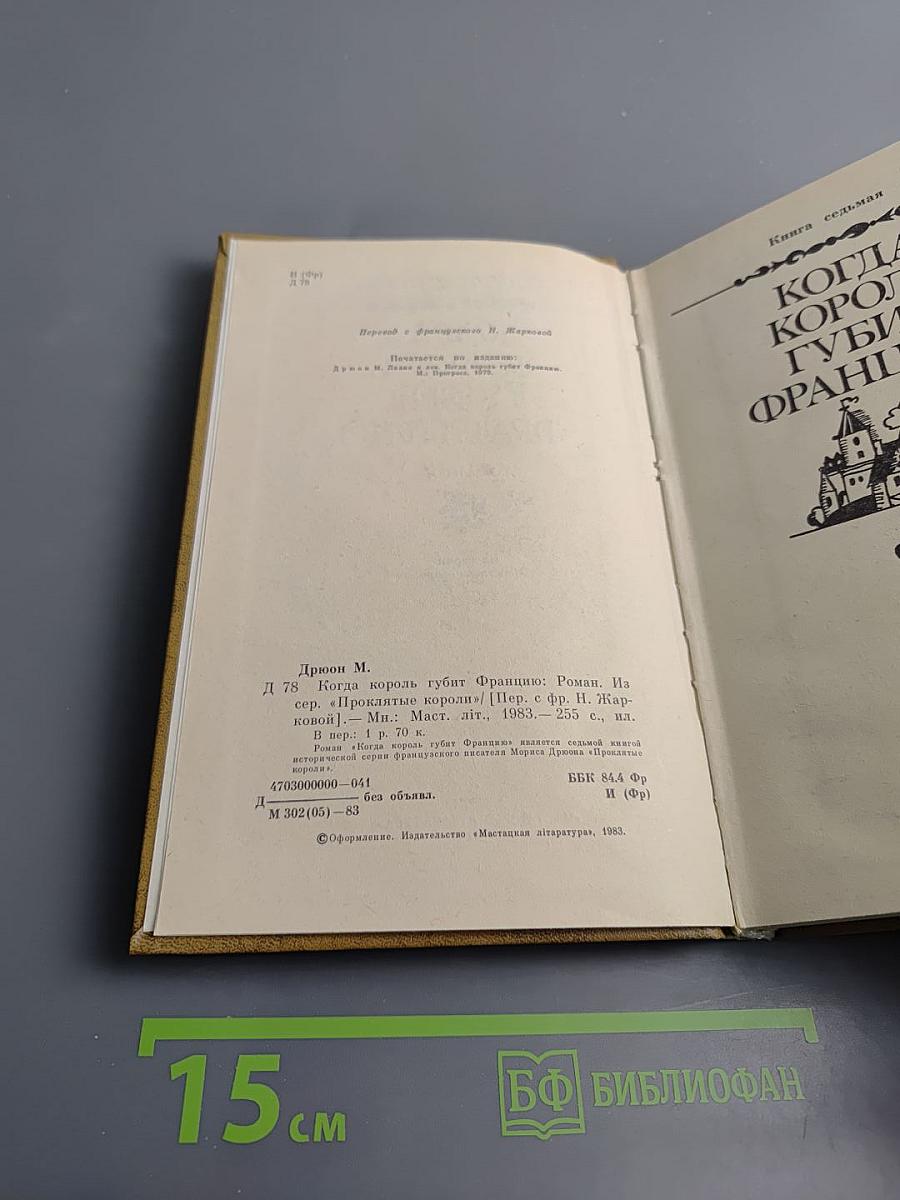 И (Фр)
Д 78
Перевод с французского Н. Жарковой
Печатается по изданию:
Дрюон М. Лилия и лев. Когда король губит Францию.
М.: Прогресс, 1979.
Дрюон М.
Д 78 Когда король губит Францию: Роман. Из
сер. «Проклятые короли»/[Пер. с фр. Н. Жар-
ковой].— Мн.: Маст. літ., 1983.— 255 с., ил.
В пер.: 1 р. 70 к.
Роман «Когда король губит Францию» является седьмой книгой
исторической серии французского писателя Мориса Дрюона «Проклятые
короли».
4703000000—041
Д без объявл.
М 302(05)—83
ББК 84.4 Фр
И (Фр)
©Оформление. Издательство «Мастацкая літаратура», 1983.
Книга седьмая
КОГДА
КОРОЛ
ГУБИ
ФРАНЦ
15 см
БФ БИБЛИОФАН